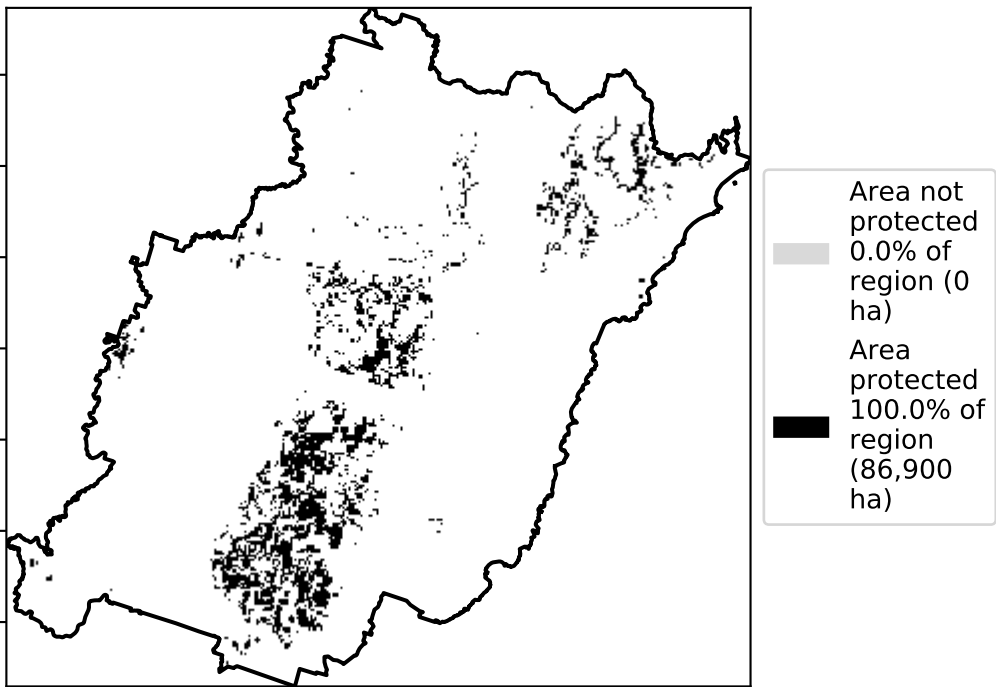 Area not
protected
0.0% of
region (0
ha)
Area
protected
100.0% of
region
(86,900
ha)